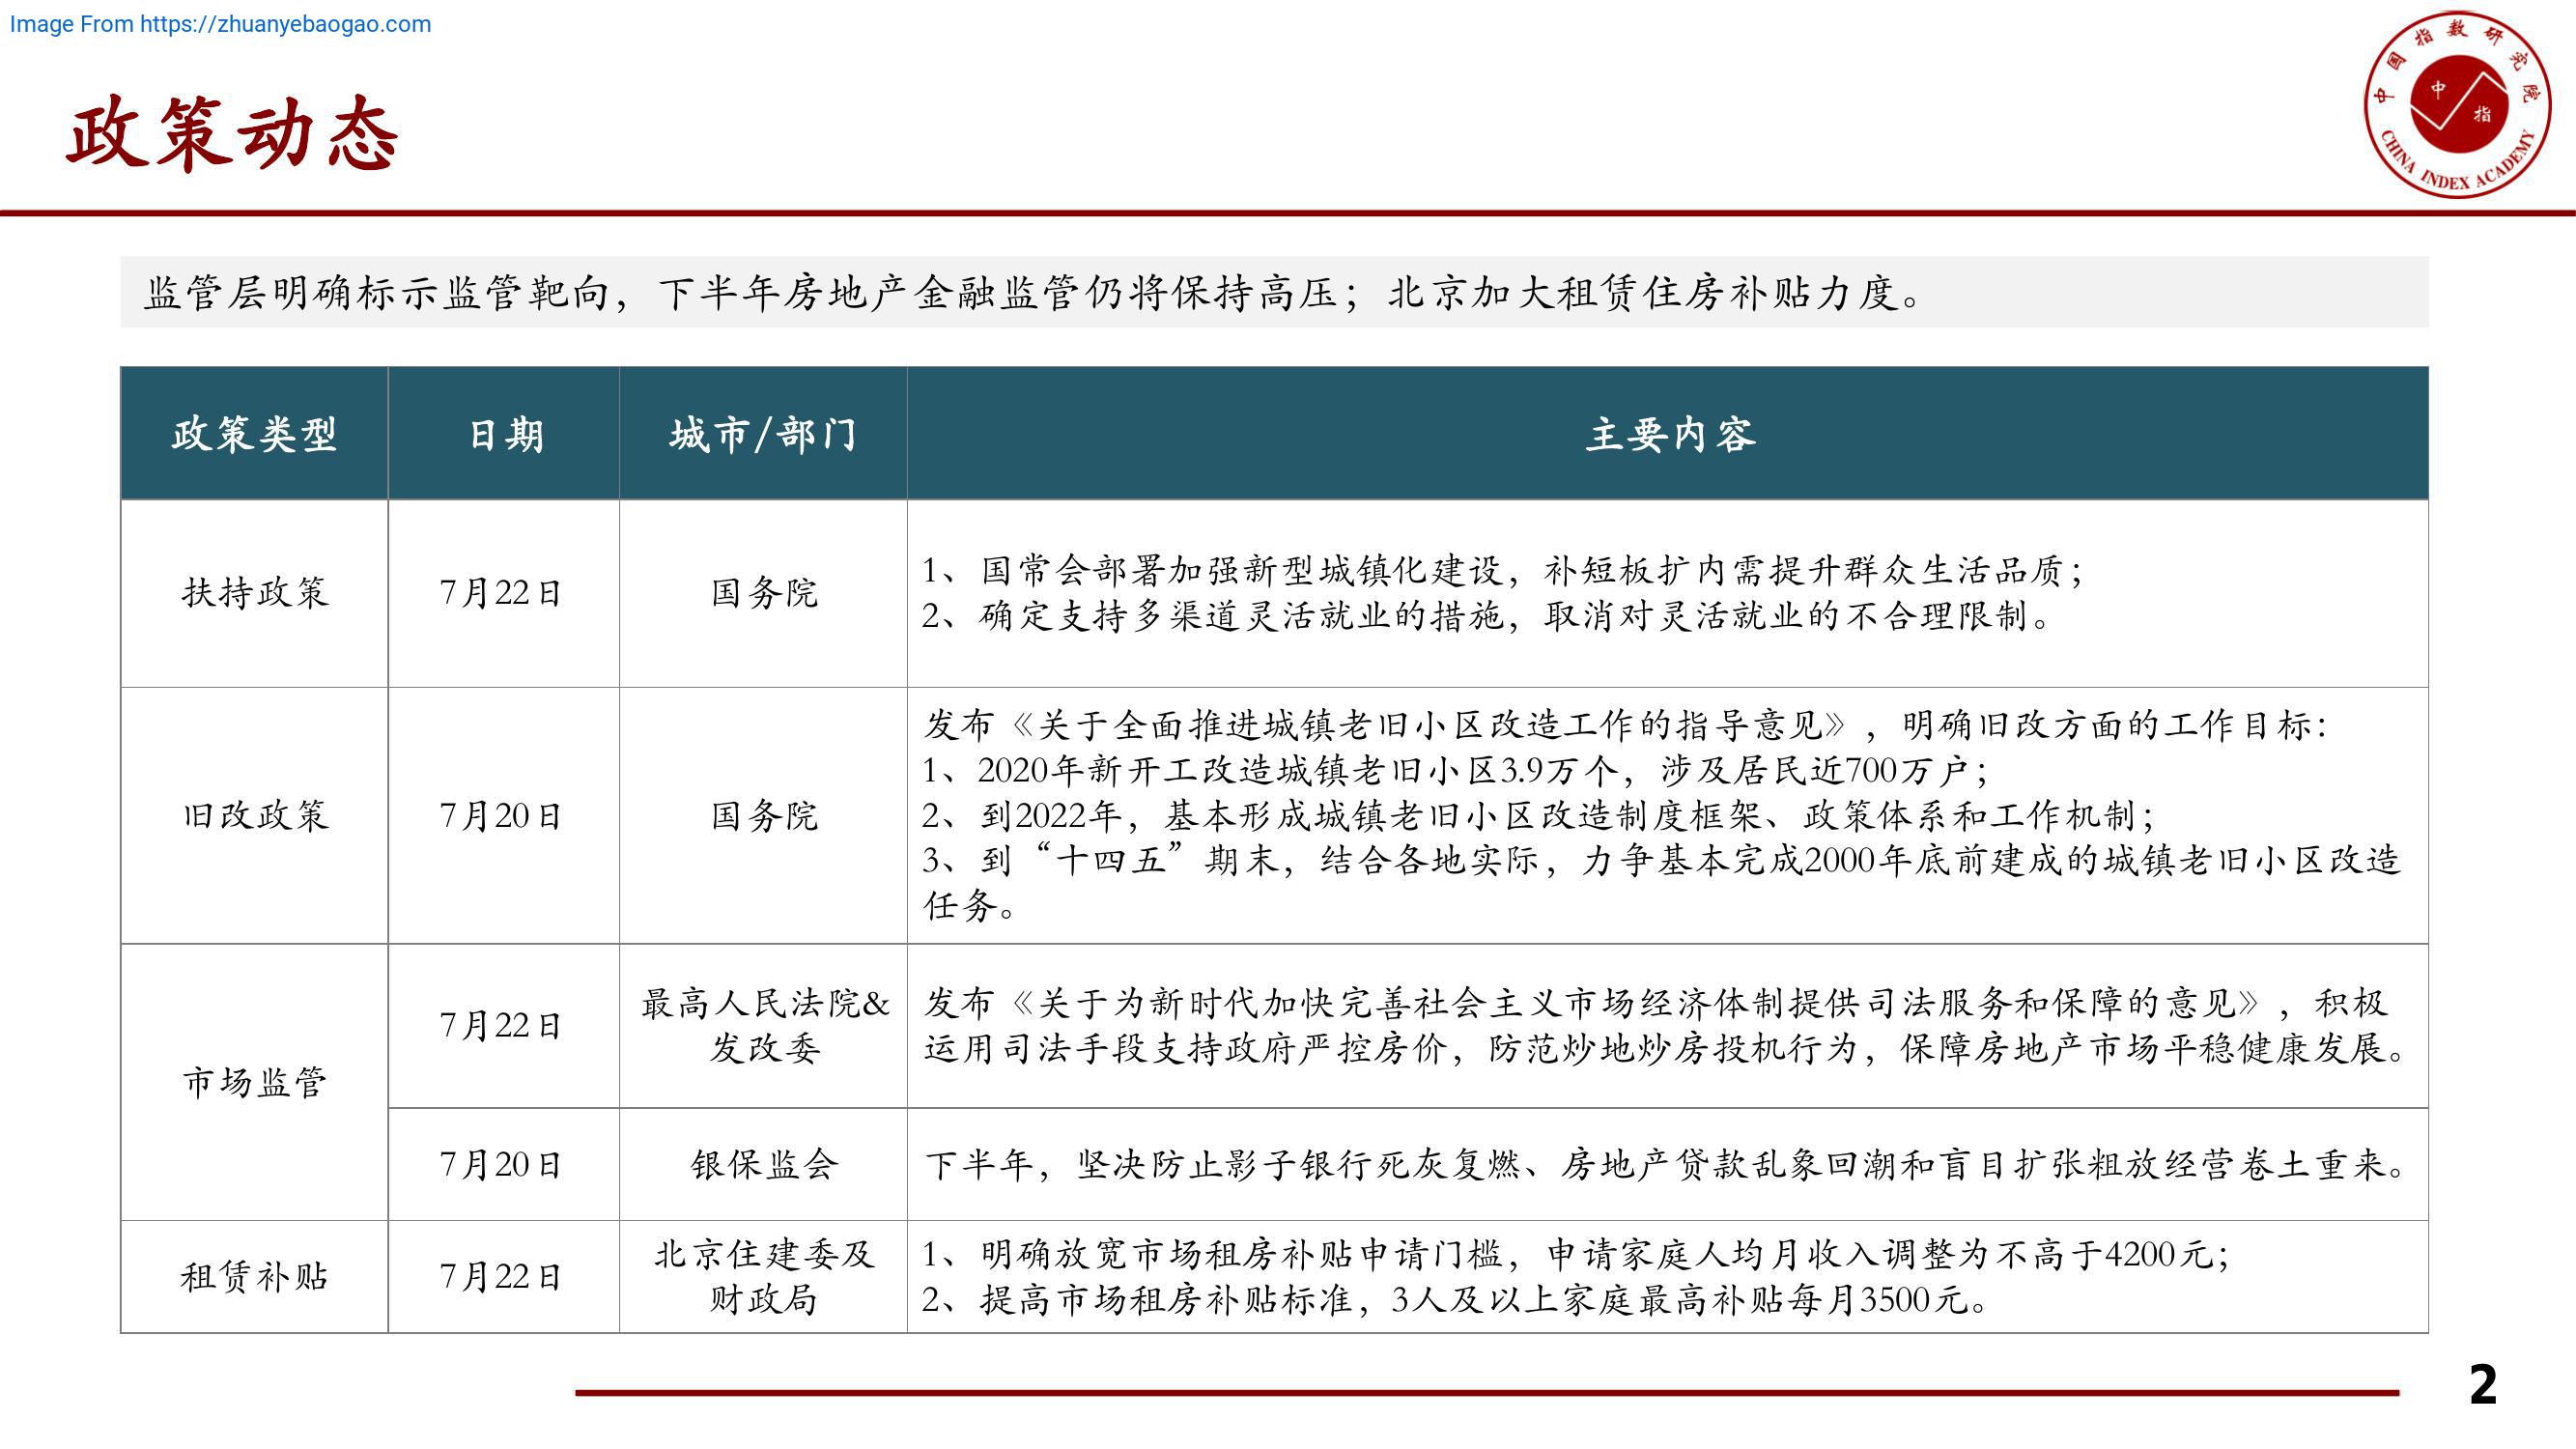 Image From https://zhuanyebaogao.com
中国指数研究院
中
指
CHINA INDEX ACADEMY
政策动态
监管层明确标示监管靶向，下半年房地产金融监管仍将保持高压；北京加大租赁住房补贴力度。
政策类型 日期 城市/部门 主要内容
扶持政策 7月22日 国务院
1、国常会部署加强新型城镇化建设，补短板扩内需提升群众生活品质；
2、确定支持多渠道灵活就业的措施，取消对灵活就业的不合理限制。
旧改政策 7月20日 国务院
发布《关于全面推进城镇老旧小区改造工作的指导意见》，明确旧改方面的工作目标：
1、2020年新开工改造城镇老旧小区3.9万个，涉及居民近700万户；
2、到2022年，基本形成城镇老旧小区改造制度框架、政策体系和工作机制；
3、到“十四五”期末，结合各地实际，力争基本完成2000年底前建成的城镇老旧小区改造
任务。
市场监管
7月22日
最高人民法院&
发改委
发布《关于为新时代加快完善社会主义市场经济体制提供司法服务和保障的意见》，积极
运用司法手段支持政府严控房价，防范炒地炒房投机行为，保障房地产市场平稳健康发展。
7月20日 银保监会 下半年，坚决防止影子银行死灰复燃、房地产贷款乱象回潮和盲目扩张粗放经营卷土重来。
租赁补贴 7月22日
北京住建委及
财政局
1、明确放宽市场租房补贴申请门槛，申请家庭人均月收入调整为不高于4200元；
2、提高市场租房补贴标准，3人及以上家庭最高补贴每月3500元。
2